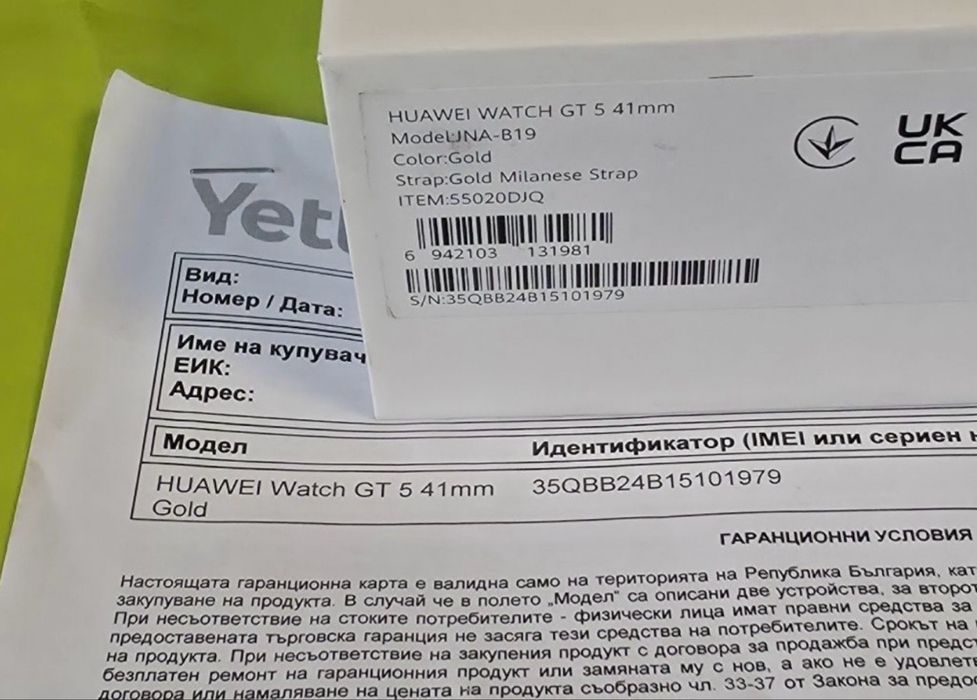 HUAWEI WATCH GT 5 41mm
Model:JNA-B19
Color:Gold
Strap:Gold Milanese Strap
ITEM:55020DJQ
6 942103 131981
S/N:35QBB24B15101979
UK
CA
Yet
Вид:
Номер / Дата:
Име на купувач
ЕИК:
Адрес:
Модел Идентификатор (IMEI или сериен н
HUAWEI Watch GT 5 41mm 35QBB24B15101979
Gold
ГАРАНЦИОННИ УСЛОВИЯ
Настоящата гаранционна карта е валидна само на територията на Република България, кат
закупуване на продукта. В случай че в полето „Модел“ са описани две устройства, за второт
При несъответствие на стоките потребителите - физически лица имат правни средства за
предоставената търговска гаранция не засяга тези средства на потребителите. Срокът на
на продукта. При несъответствие на закупения продукт с договора за продажба при предс
безплатен ремонт на гаранционния продукт или замяната му с нов, а ако не е удовлет
договора или намаляване на цената на продукта съобразно чл. 33-37 от Закона за предо